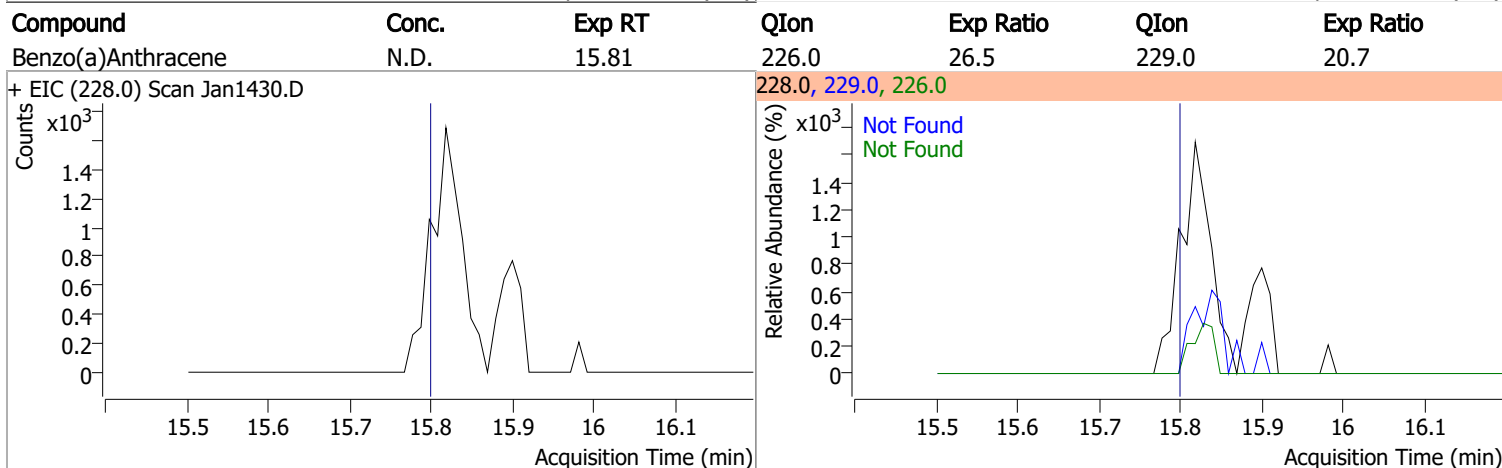 Compound Conc. Exp RT QIon Exp Ratio QIon Exp Ratio
Benzo(a)Anthracene N.D. 15.81 226.0 26.5 229.0 20.7
+ EIC (228.0) Scan Jan1430.D
Counts
x10³
1.4
1.2
1
0.8
0.6
0.4
0.2
0
15.5 15.6 15.7 15.8 15.9 16 16.1
Acquisition Time (min)
228.0, 229.0, 226.0
Relative Abundance (%)
x10³
Not Found
Not Found
1.4
1.2
1
0.8
0.6
0.4
0.2
0
15.5 15.6 15.7 15.8 15.9 16 16.1
Acquisition Time (min)